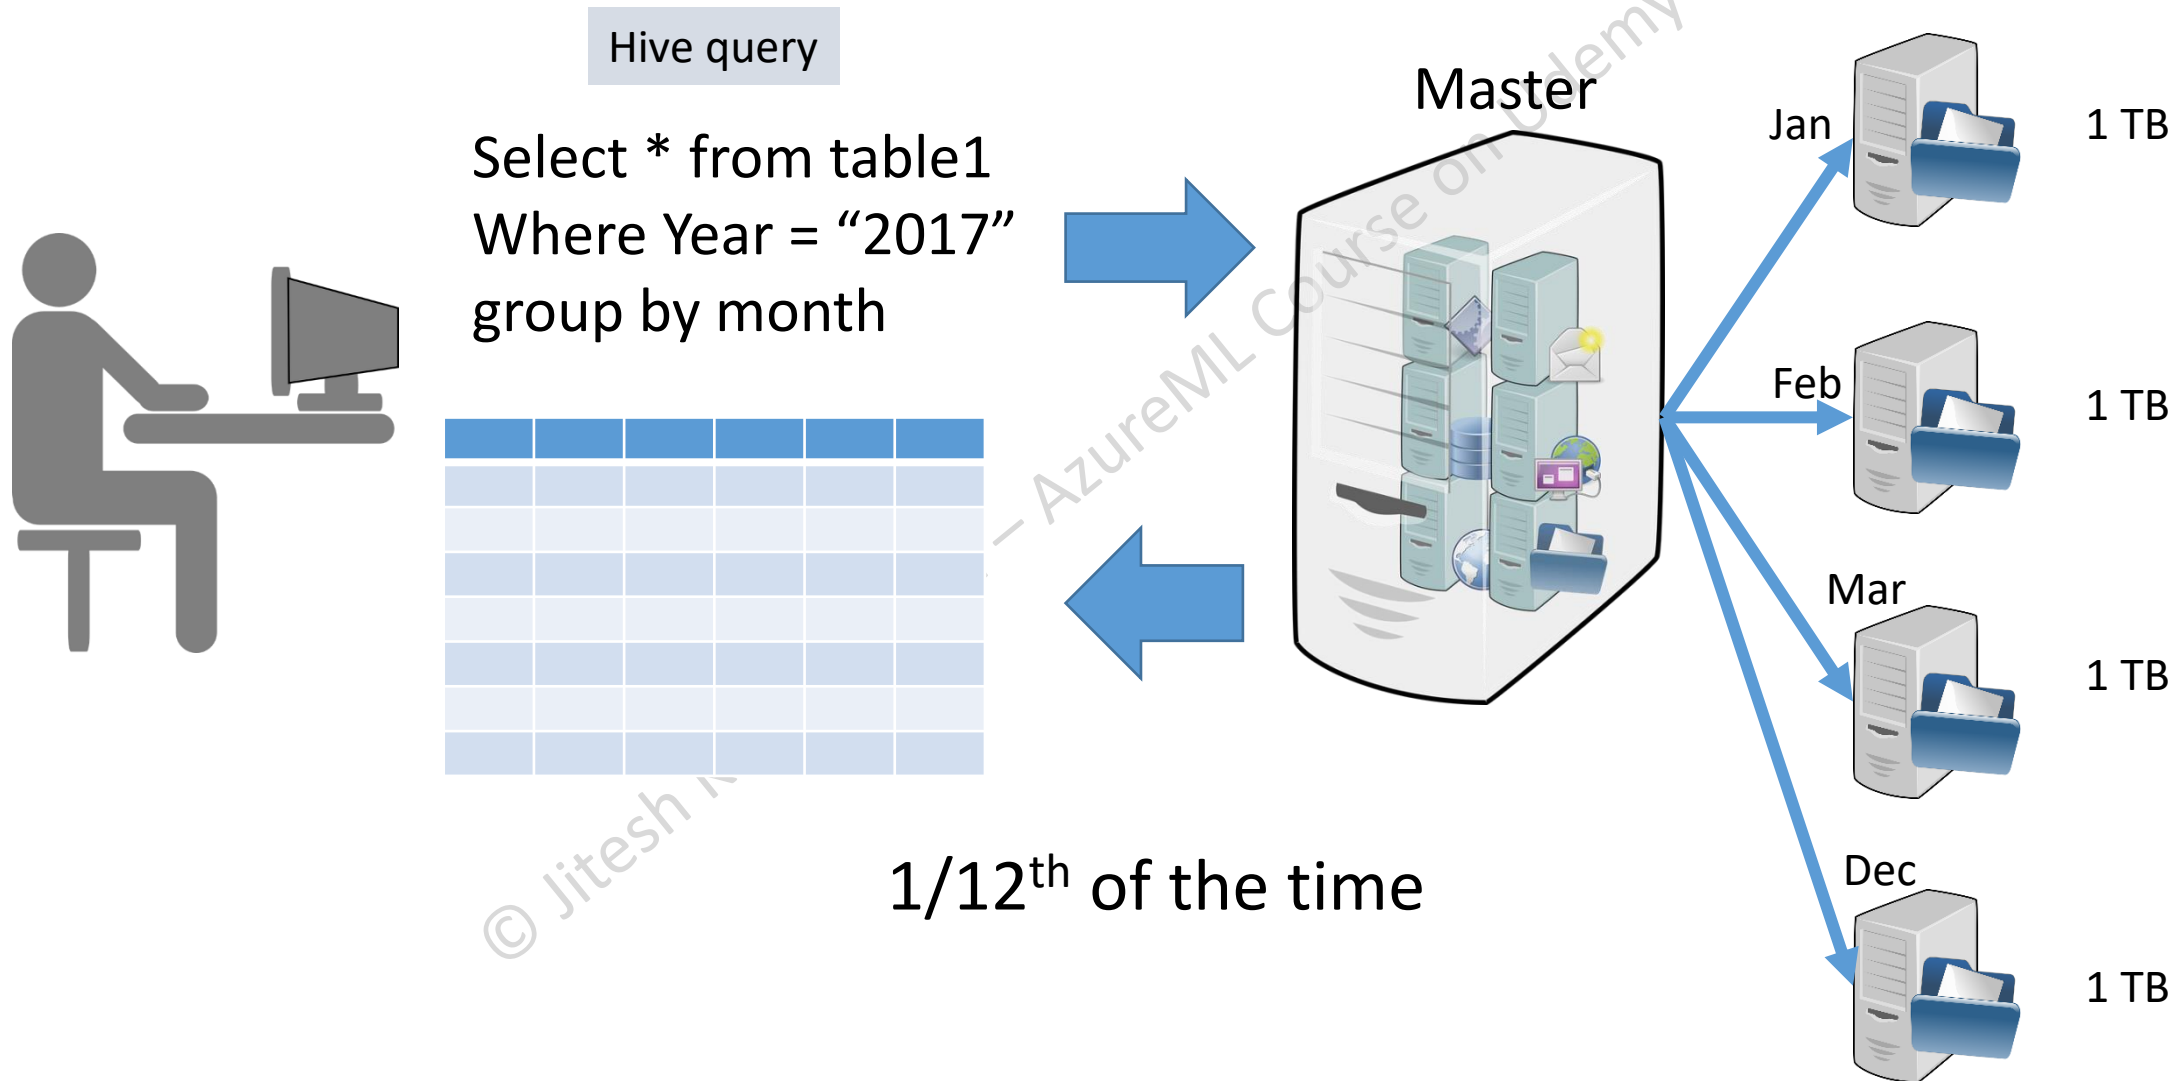 Hive query
Select * from table1
Where Year = “2017”
group by month
Master
Jan
1 TB
Feb
1 TB
Mar
1 TB
Dec
1 TB
1/12th of the time
© Jitesh
– AzureML Course on Udemy